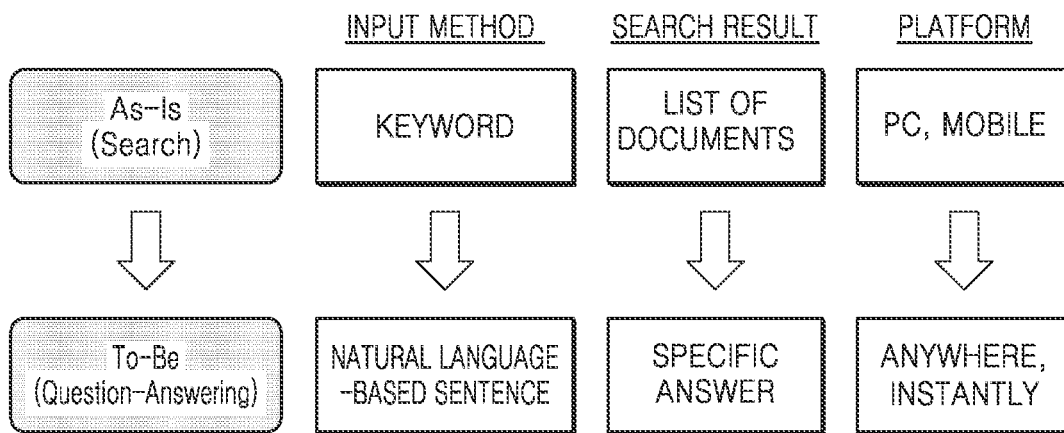 INPUT METHOD
SEARCH RESULT
PLATFORM
As-Is
(Search)
KEYWORD
LIST OF
DOCUMENTS
PC, MOBILE
To-Be
(Question-Answering)
NATURAL LANGUAGE
-BASED SENTENCE
SPECIFIC
ANSWER
ANYWHERE,
INSTANTLY